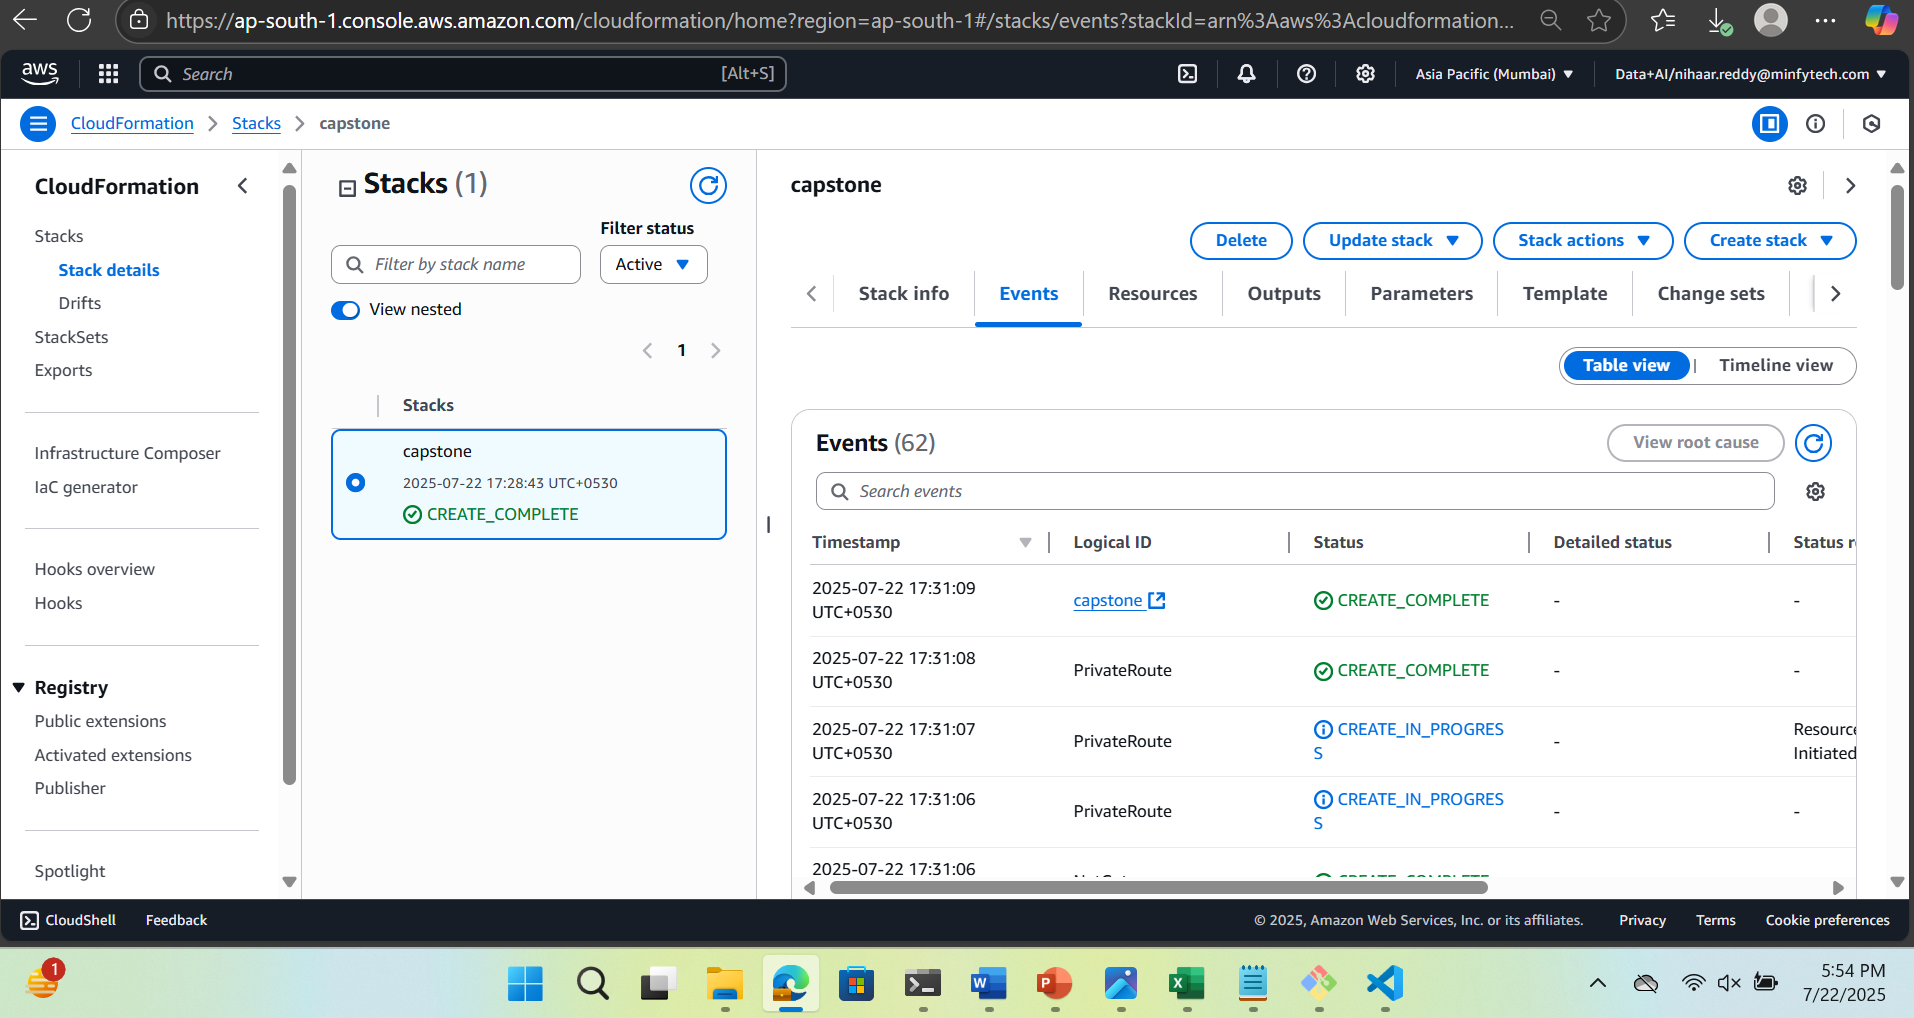 https://ap-south-1.console.aws.amazon.com/cloudformation/home?region=ap-south-1#/stacks/events?stackId=arn%3Aaws%3Acloudformation...
aws
Search
[Alt+S]
Asia Pacific (Mumbai)
Data+AI/nihaar.reddy@minfytech.com
CloudFormation
Stacks
capstone
CloudFormation
Stacks
Stack details
Drifts
StackSets
Exports
Infrastructure Composer
IaC generator
Hooks overview
Hooks
Registry
Public extensions
Activated extensions
Publisher
Spotlight
Stacks (1)
Filter status
Filter by stack name
Active
View nested
1
Stacks
capstone
2025-07-22 17:28:43 UTC+0530
CREATE_COMPLETE
capstone
Delete
Update stack
Stack actions
Create stack
Stack info
Events
Resources
Outputs
Parameters
Template
Change sets
Table view
Timeline view
Events (62)
View root cause
Search events
Timestamp
Logical ID
Status
Detailed status
Status r
2025-07-22 17:31:09
UTC+0530
capstone
CREATE_COMPLETE
-
-
2025-07-22 17:31:08
UTC+0530
PrivateRoute
CREATE_COMPLETE
-
-
2025-07-22 17:31:07
UTC+0530
PrivateRoute
CREATE_IN_PROGRES
S
-
Resource
Initiated
2025-07-22 17:31:06
UTC+0530
PrivateRoute
CREATE_IN_PROGRES
S
-
-
2025-07-22 17:31:06
CloudShell
Feedback
© 2025, Amazon Web Services, Inc. or its affiliates.
Privacy
Terms
Cookie preferences
1
W
P
X
5:54 PM
7/22/2025